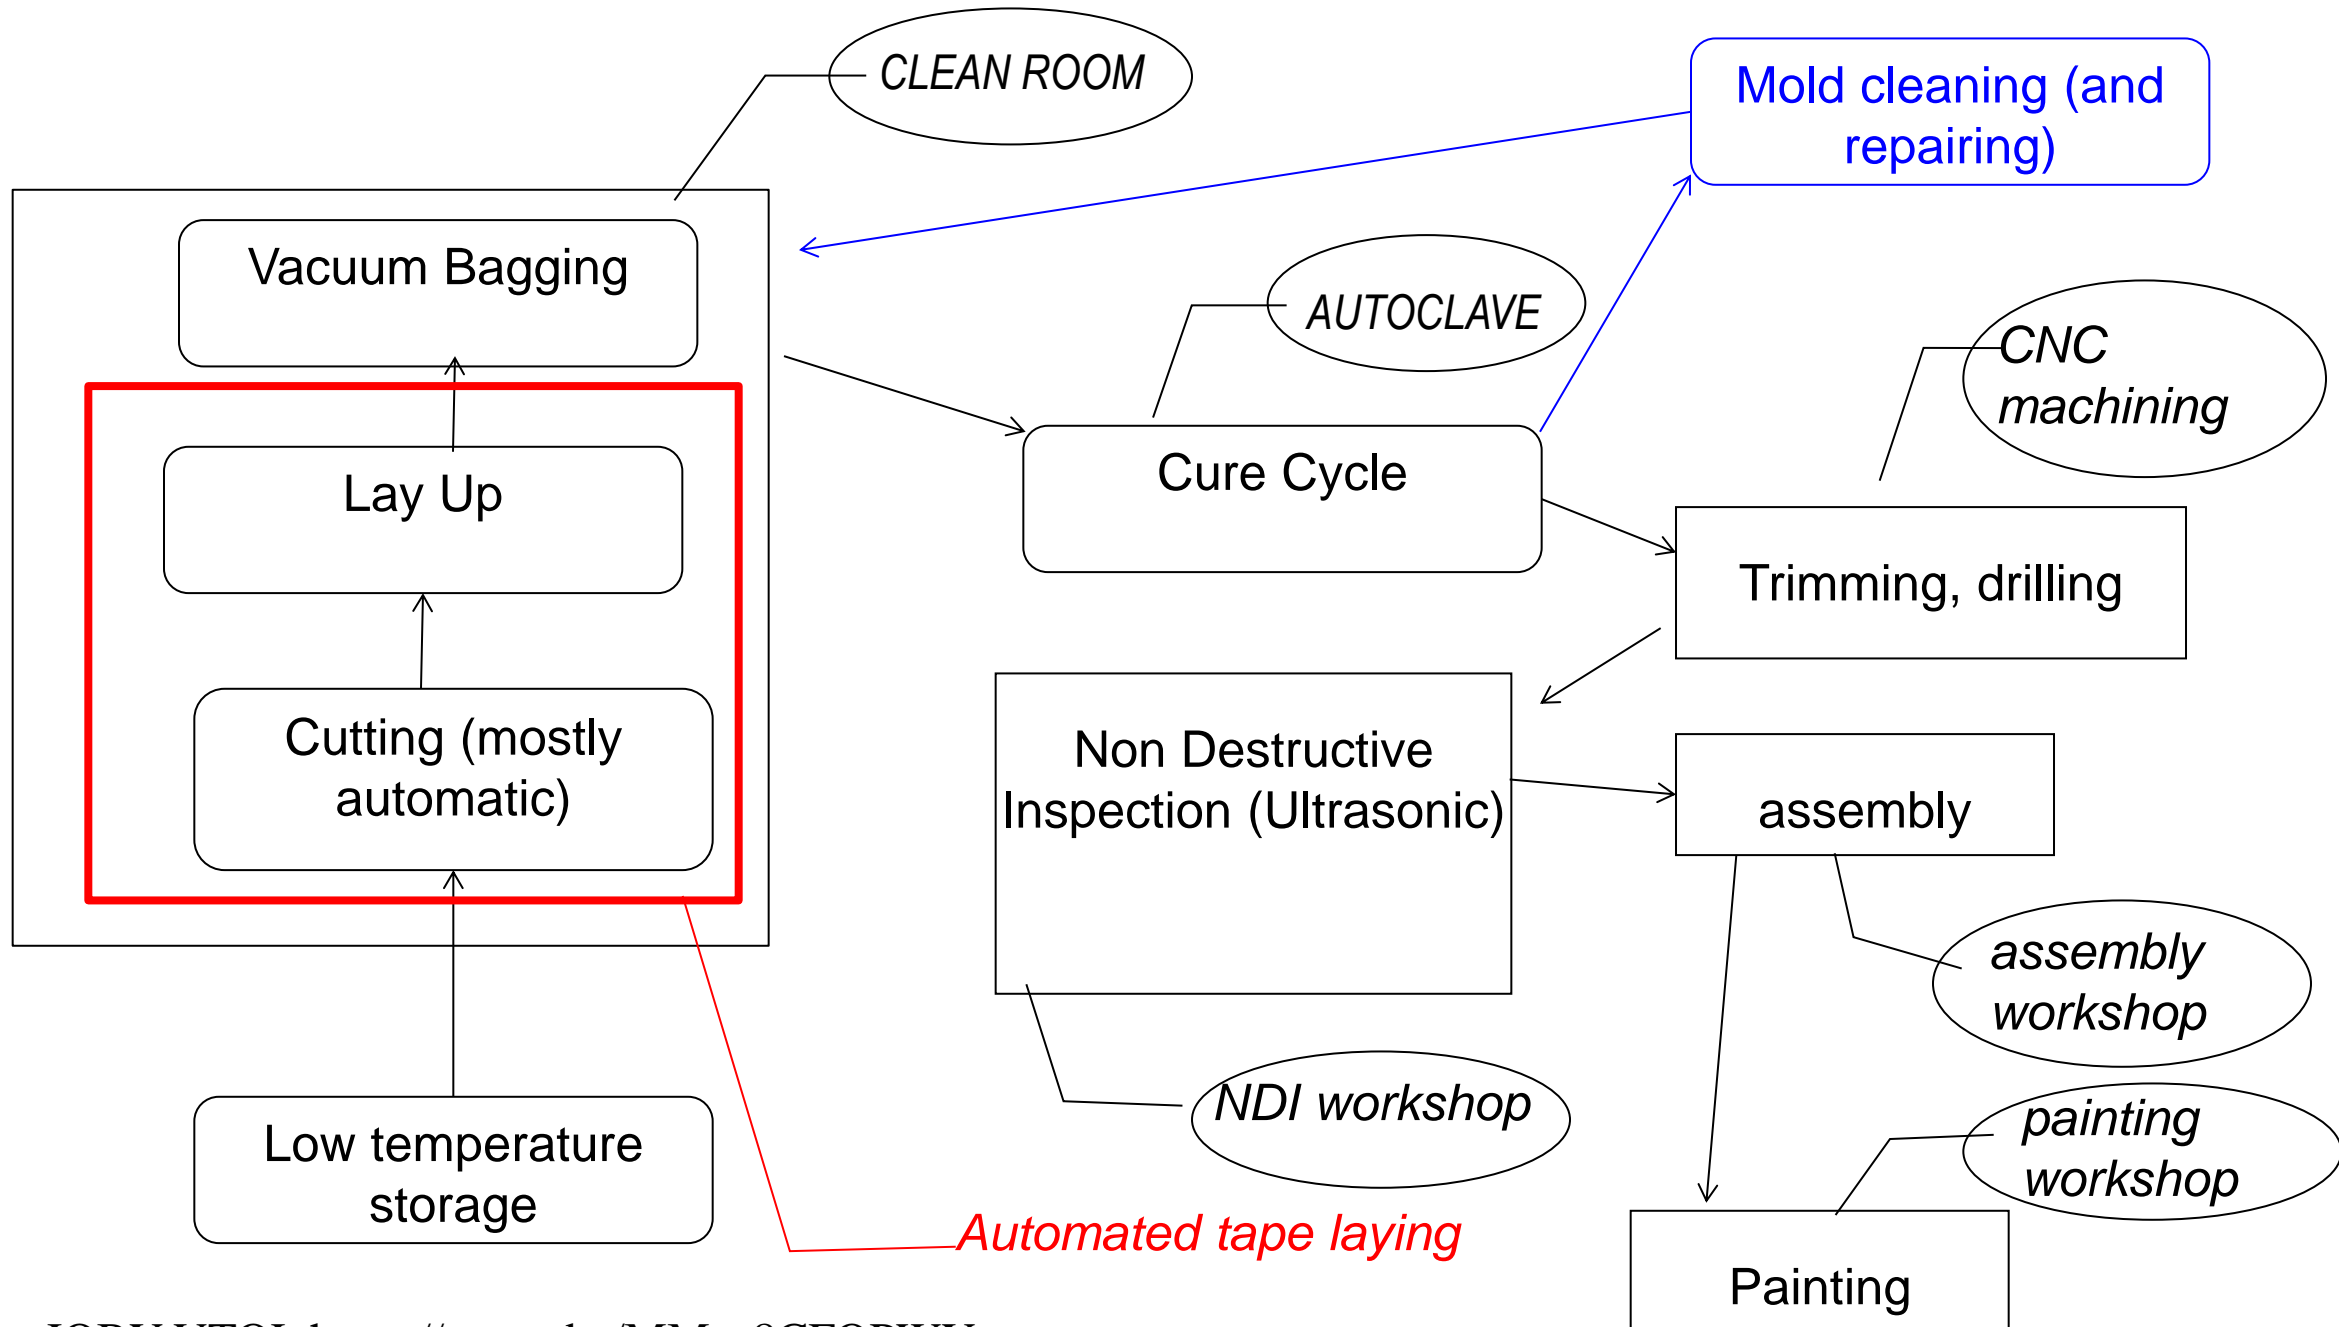 CLEAN ROOM
Mold cleaning (and
repairing)
Vacuum Bagging
AUTOCLAVE
CNC
machining
Lay Up
Cure Cycle
Trimming, drilling
Cutting (mostly
automatic)
Non Destructive
Inspection (Ultrasonic)
assembly
assembly
workshop
NDI workshop
painting
workshop
Low temperature
storage
Automated tape laying
Painting